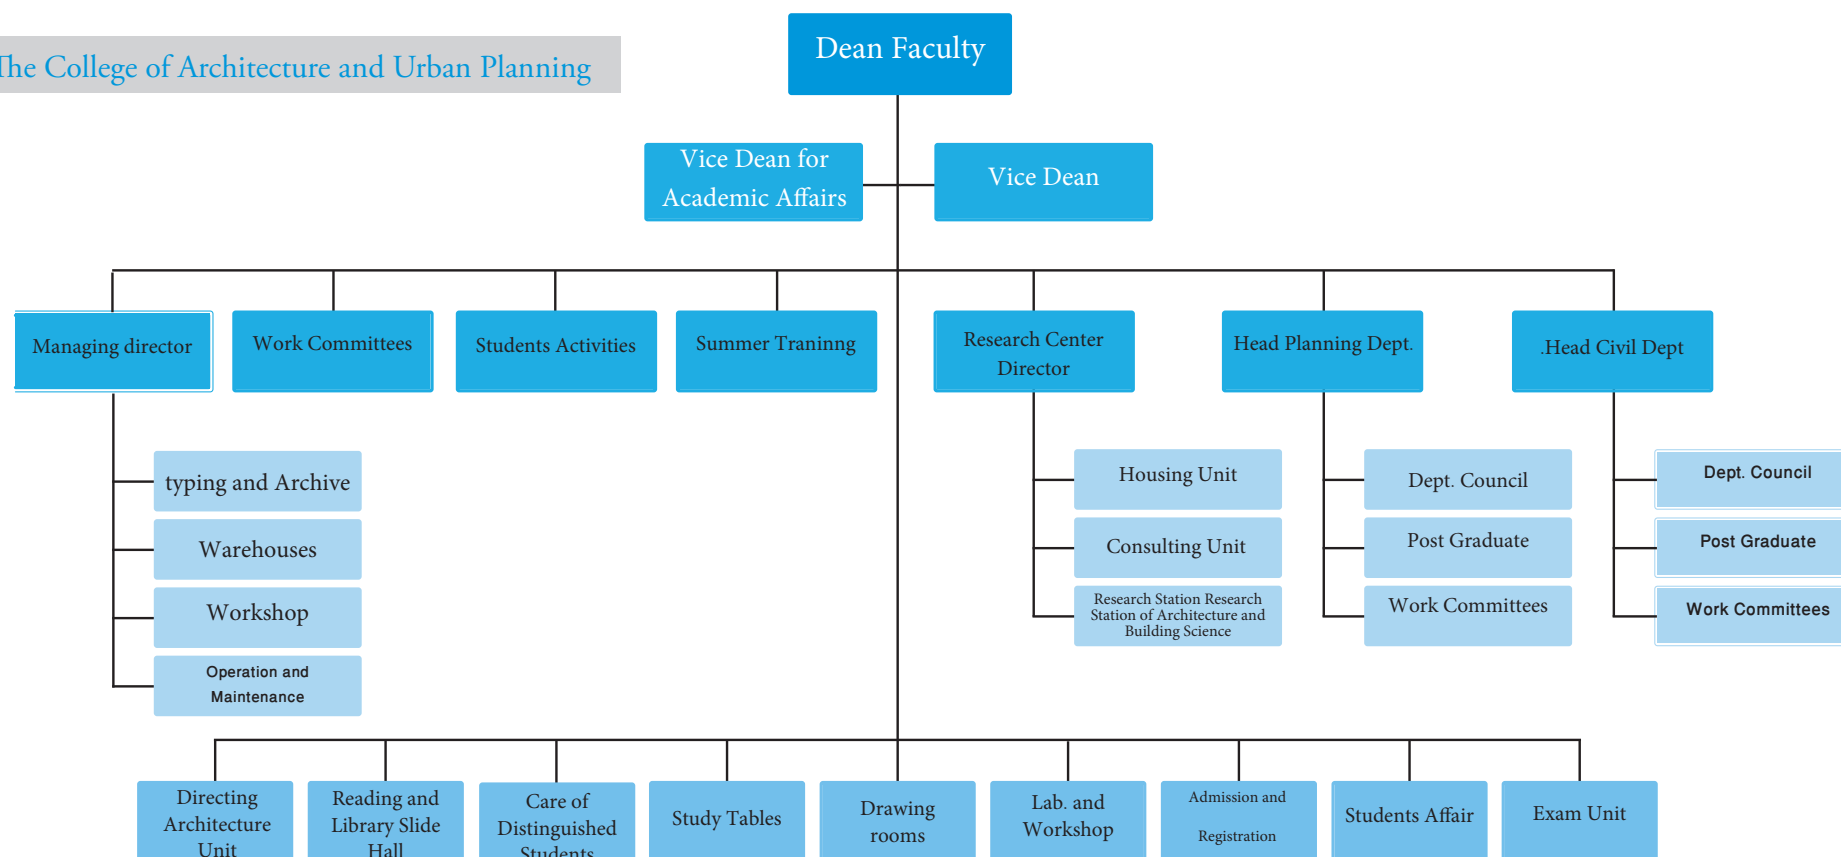 The College of Architecture and Urban Planning
Dean Faculty
Vice Dean for
Academic Affairs
Vice Dean
Managing director
Work Committees
Students Activities
Summer Traninng
Research Center
Director
Head Planning Dept.
.Head Civil Dept
typing and Archive
Warehouses
Workshop
Operation and
Maintenance
Housing Unit
Consulting Unit
Research Station Research
Station of Architecture and
Building Science
Dept. Council
Post Graduate
Work Committees
Dept. Council
Post Graduate
Work Committees
Directing
Architecture
Unit
Reading and
Library Slide
Hall
Care of
Distinguished
Students
Study Tables
Drawing
rooms
Lab. and
Workshop
Admission and
Registration
Students Affair
Exam Unit